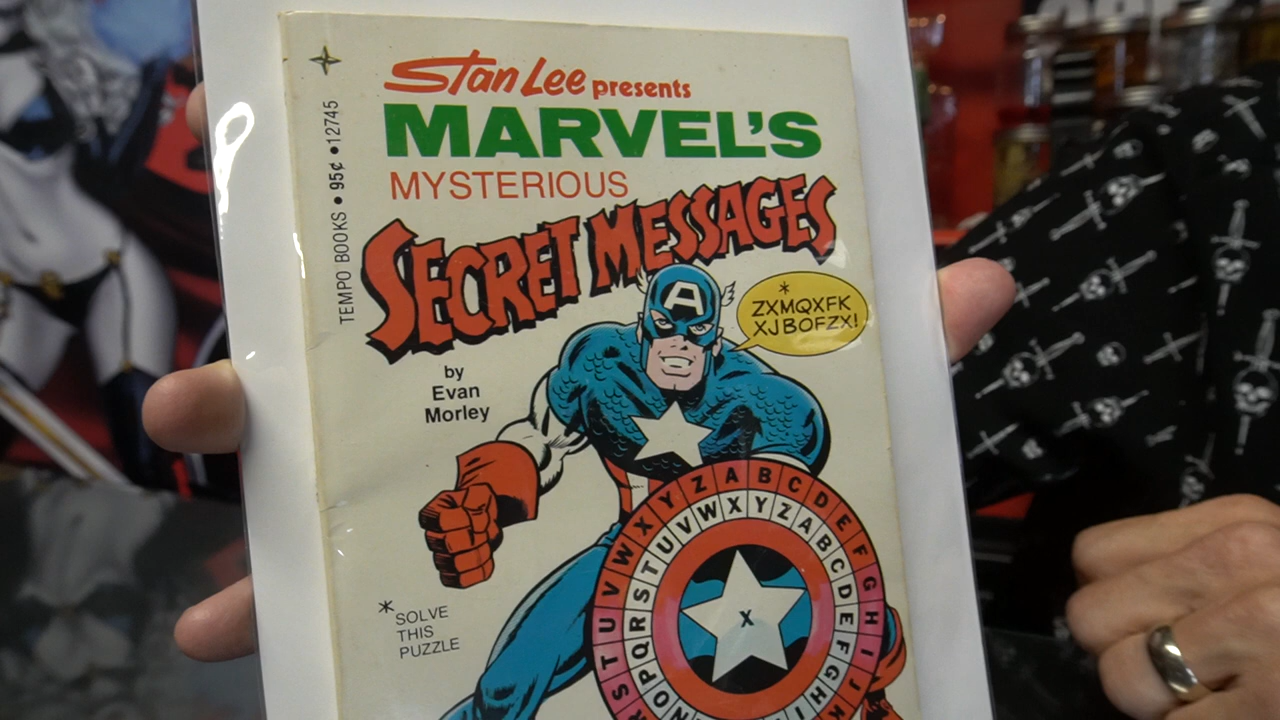 Stan Lee presents
MARVEL'S
MYSTERIOUS
SECRET MESSAGES
TEMPO BOOKS • 95¢ • 12745
by
Evan
Morley
*
ZXMQXFK
XJBOFZX!
A
* SOLVE
THIS
PUZZLE
S T U V W X Y Z A B C D E F G H I J K
N O P Q R S T U V W X Y Z A B C D E F G H I
X